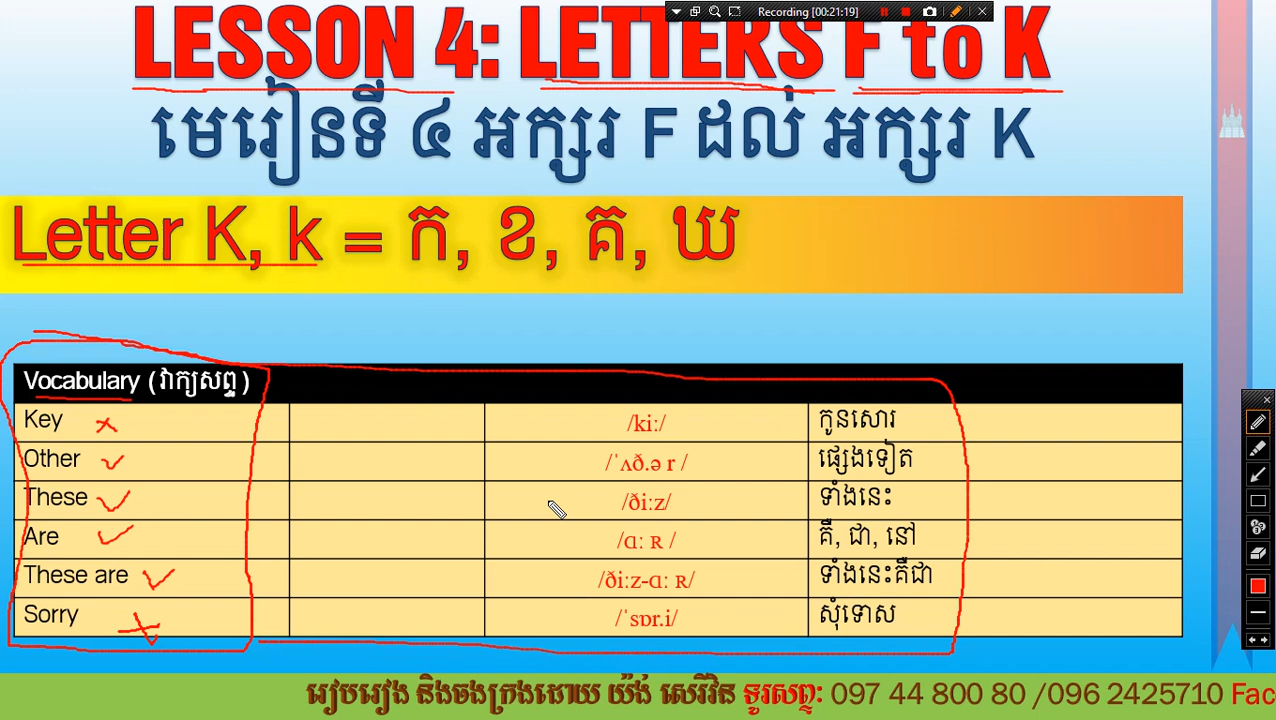 Recording [00:21:19]
LESSON 4: LETTERS F to K
មេរៀនទី ៤ អក្សរ F ដល់ អក្សរ K
Letter K, k = ក, ខ, គ, ឃ
Vocabulary (វាក្យសព្ទ)
Key /kiː/ កូនសោរ
Other /ˈʌð.ə r / ផ្សេងទៀត
These /ðiːz/ ទាំងនេះ
Are /ɑː ʀ / គឺ, ជា, នៅ
These are /ðiːz-ɑː ʀ/ ទាំងនេះគឺជា
Sorry /ˈsɒr.i/ សុំទោស
រៀបរៀង និងចងក្រងដោយ យ៉ង់ សេរីវិន ទូរសព្ទ: 097 44 800 80 /096 2425710 Fac